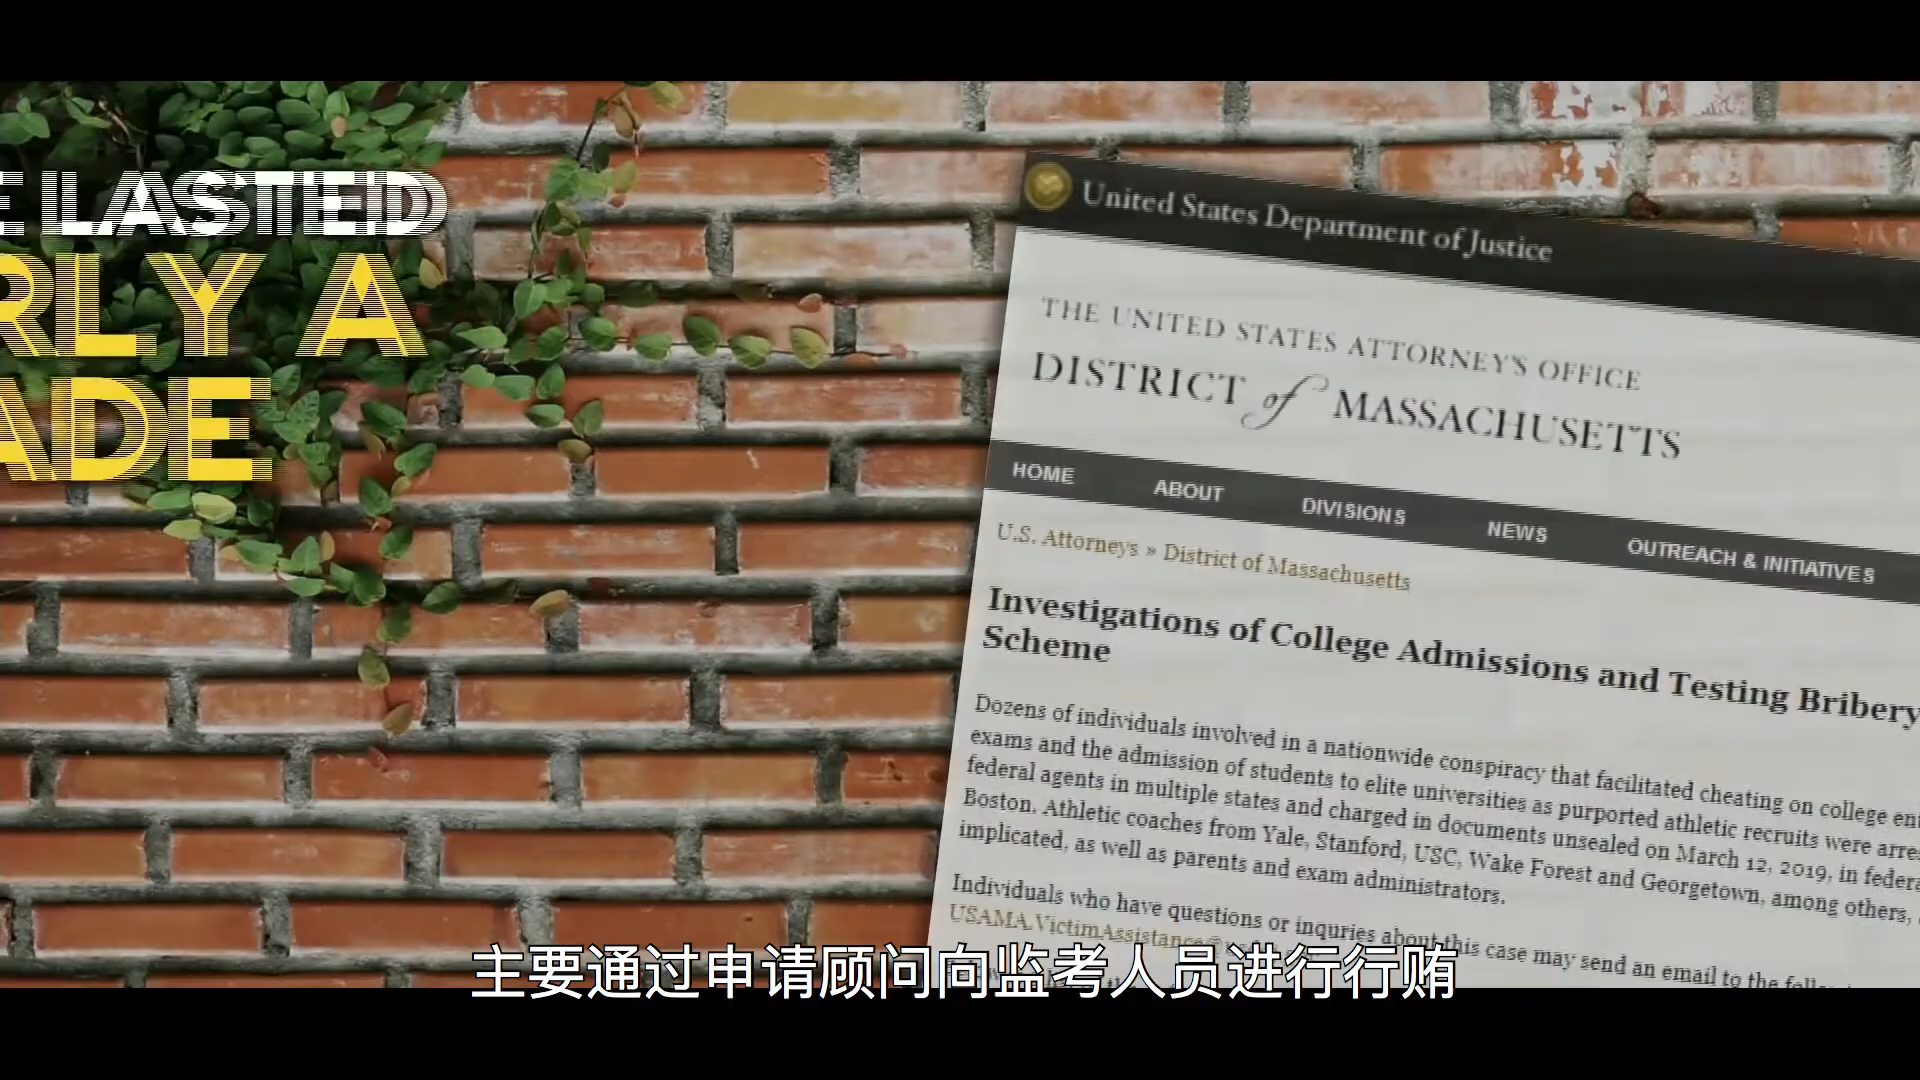 E LASTED
RLY A
ADE
United States Department of Justice
THE UNITED STATES ATTORNEY'S OFFICE
DISTRICT of MASSACHUSETTS
HOME ABOUT DIVISIONS NEWS OUTREACH & INITIATIVES
U.S. Attorneys » District of Massachusetts
Investigations of College Admissions and Testing Bribery
Scheme
Dozens of individuals involved in a nationwide conspiracy that facilitated cheating on college en
exams and the admission of students to elite universities as purported athletic recruits were arre
federal agents in multiple states and charged in documents unsealed on March 12, 2019, in federa
Boston. Athletic coaches from Yale, Stanford, USC, Wake Forest and Georgetown, among others,
implicated, as well as parents and exam administrators.
Individuals who have questions or inquries about this case may send an email to the
USAMA.VictimAssistance@
主要通过申请顾问向监考人员进行行贿